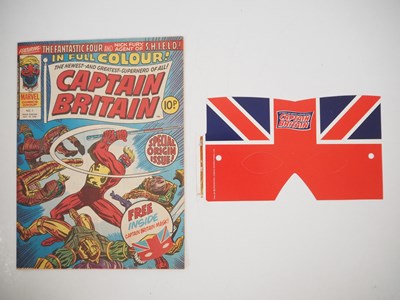 THE FANTASTIC FOUR AND NICK FURY, AGENT OF S.H.I.E.L.D.!
IN FULL COLOUR!
THE NEWEST-AND GREATEST-SUPERHERO OF ALL!
CAPTAIN BRITAIN
10P
MARVEL
SPECIAL
ORIGIN
ISSUE!
FREE
INSIDE
CAPTAIN BRITAIN MASK!
CAPTAIN
BRITAIN